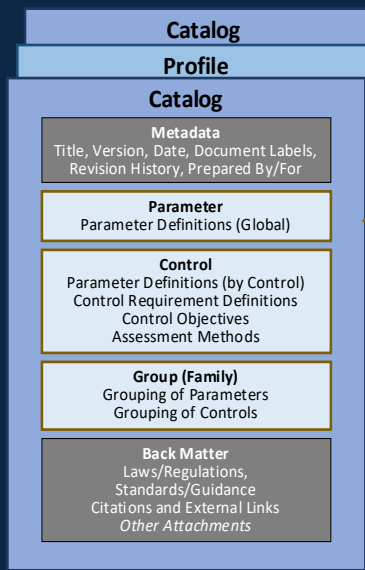 Catalog
Profile
Catalog
Metadata
Title, Version, Date, Document Labels,
Revision History, Prepared By/For
Parameter
Parameter Definitions (Global)
Control
Parameter Definitions (by Control)
Control Requirement Definitions
Control Objectives
Assessment Methods
Group (Family)
Grouping of Parameters
Grouping of Controls
Back Matter
Laws/Regulations,
Standards/Guidance
Citations and External Links
Other Attachments